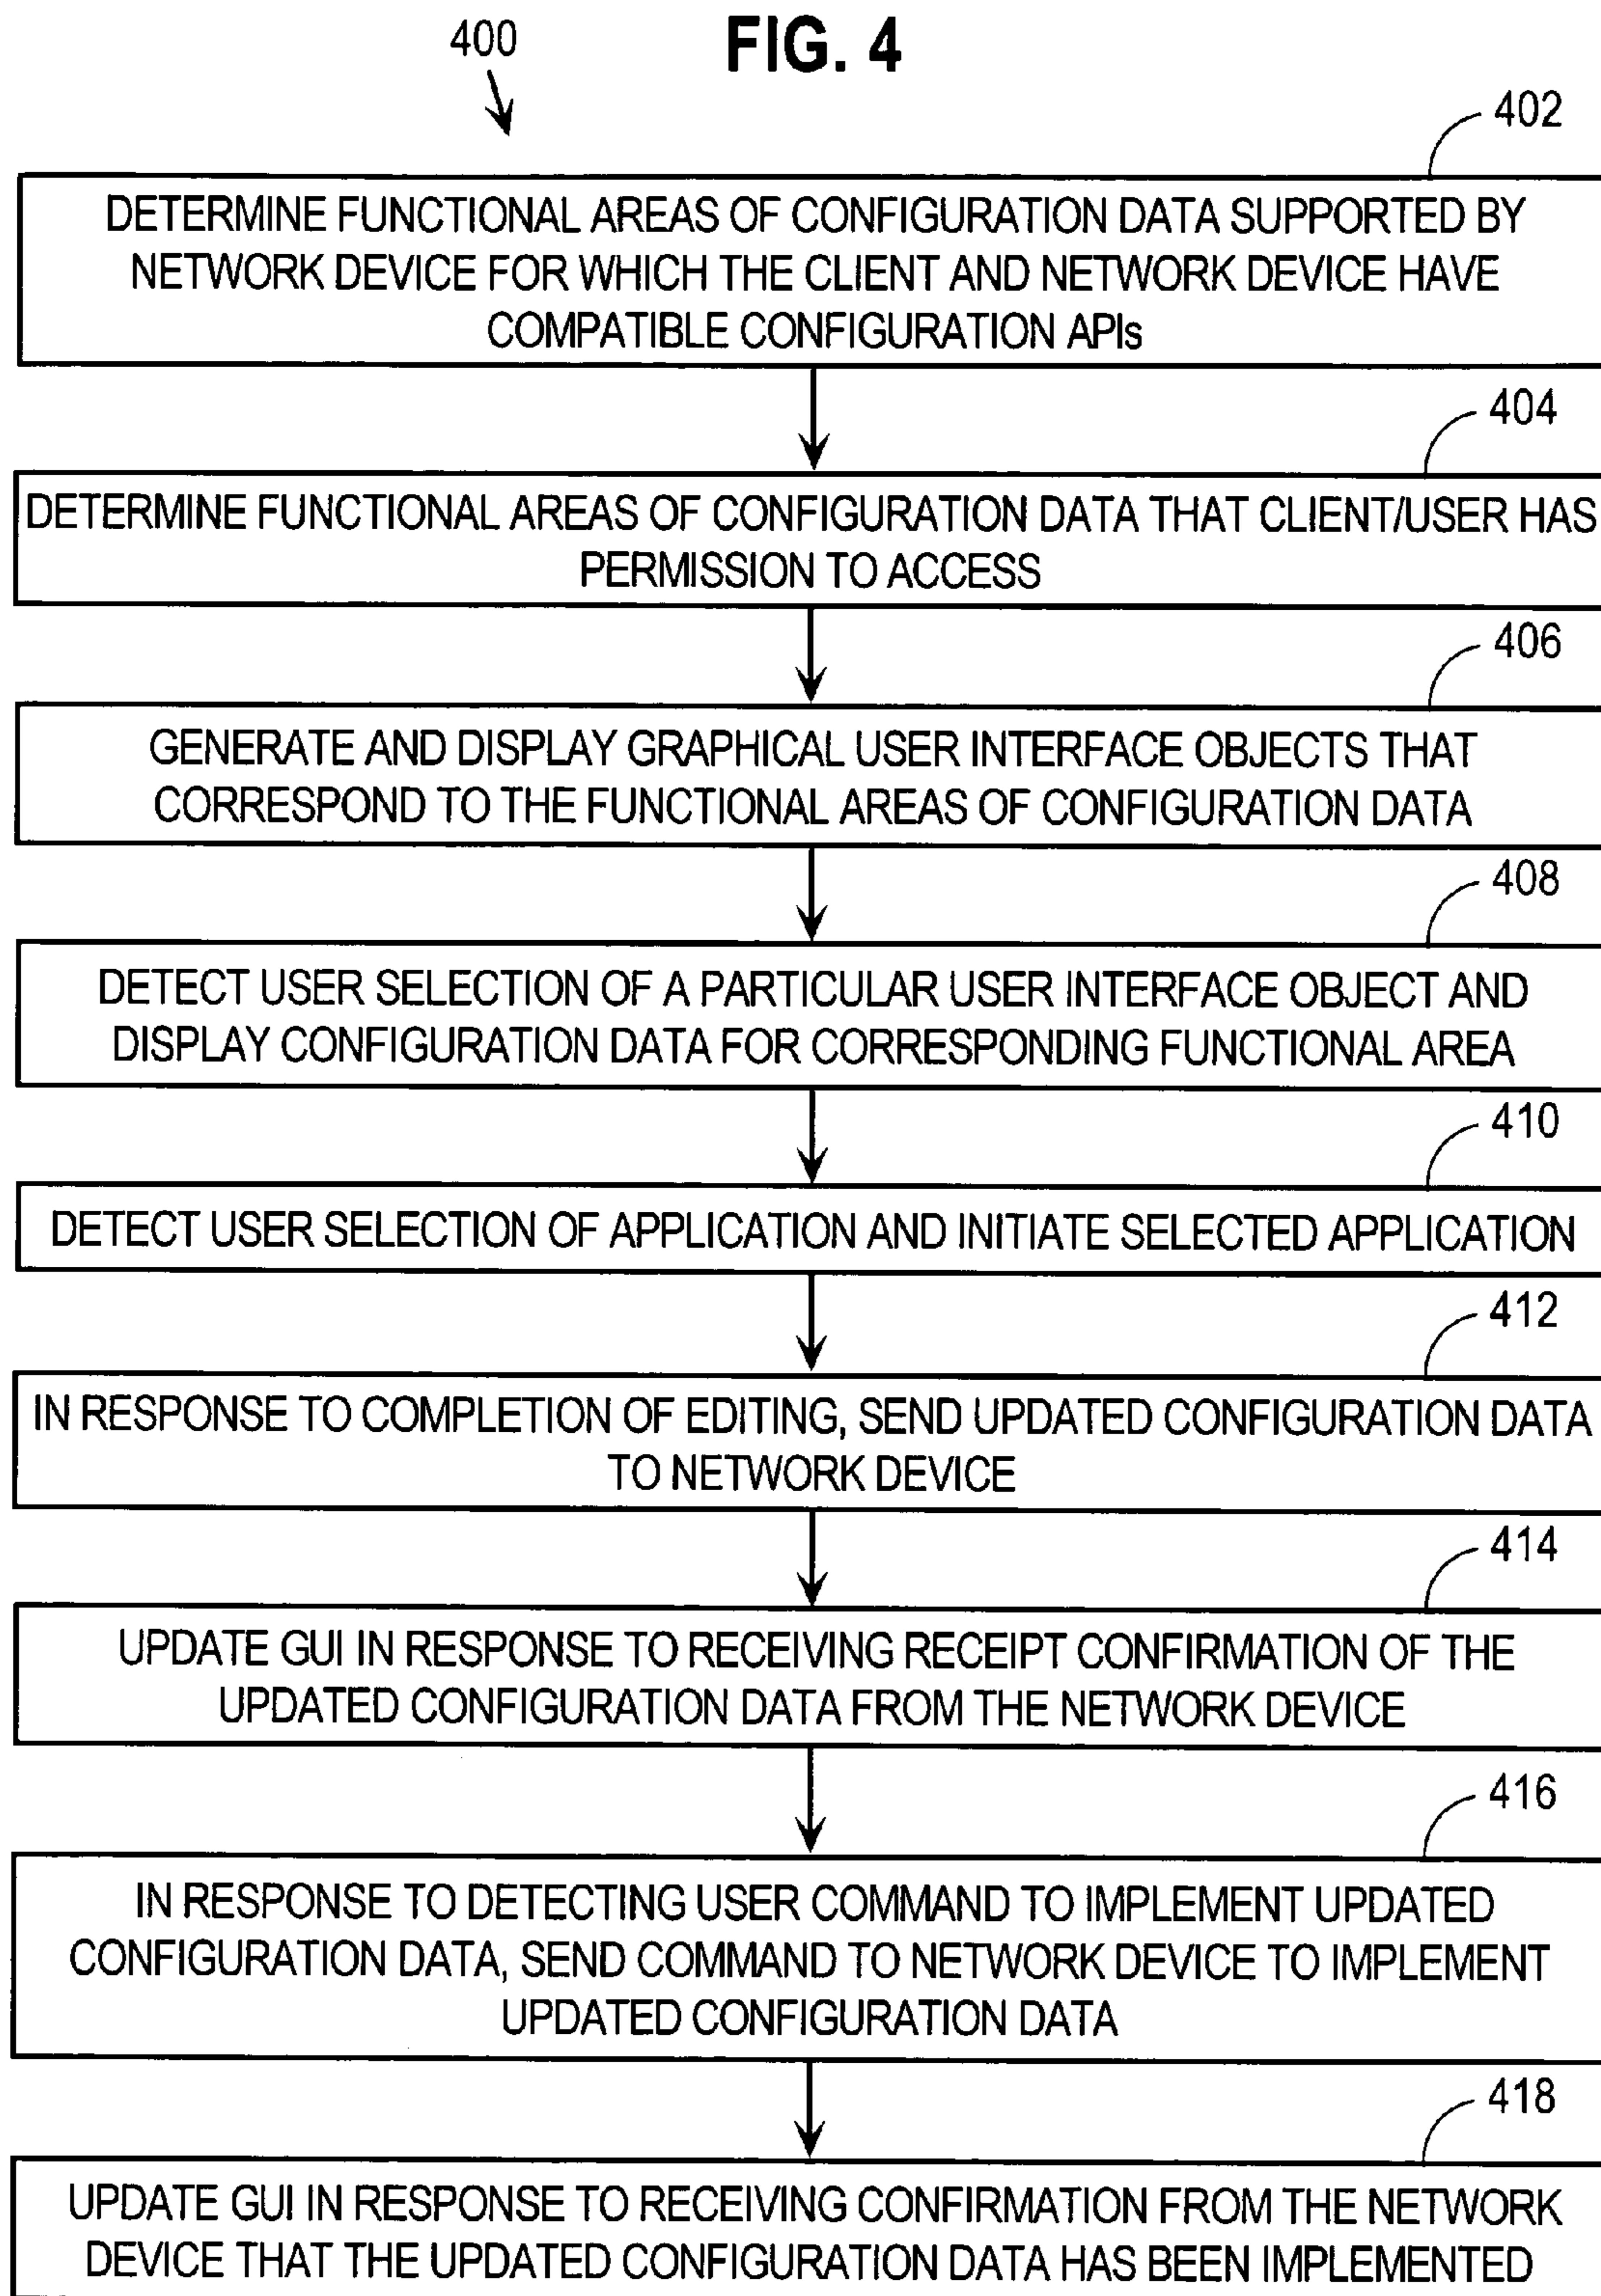 FIG. 4
400
402
DETERMINE FUNCTIONAL AREAS OF CONFIGURATION DATA SUPPORTED BY
NETWORK DEVICE FOR WHICH THE CLIENT AND NETWORK DEVICE HAVE
COMPATIBLE CONFIGURATION APIs
404
DETERMINE FUNCTIONAL AREAS OF CONFIGURATION DATA THAT CLIENT/USER HAS
PERMISSION TO ACCESS
406
GENERATE AND DISPLAY GRAPHICAL USER INTERFACE OBJECTS THAT
CORRESPOND TO THE FUNCTIONAL AREAS OF CONFIGURATION DATA
408
DETECT USER SELECTION OF A PARTICULAR USER INTERFACE OBJECT AND
DISPLAY CONFIGURATION DATA FOR CORRESPONDING FUNCTIONAL AREA
410
DETECT USER SELECTION OF APPLICATION AND INITIATE SELECTED APPLICATION
412
IN RESPONSE TO COMPLETION OF EDITING, SEND UPDATED CONFIGURATION DATA
TO NETWORK DEVICE
414
UPDATE GUI IN RESPONSE TO RECEIVING RECEIPT CONFIRMATION OF THE
UPDATED CONFIGURATION DATA FROM THE NETWORK DEVICE
416
IN RESPONSE TO DETECTING USER COMMAND TO IMPLEMENT UPDATED
CONFIGURATION DATA, SEND COMMAND TO NETWORK DEVICE TO IMPLEMENT
UPDATED CONFIGURATION DATA
418
UPDATE GUI IN RESPONSE TO RECEIVING CONFIRMATION FROM THE NETWORK
DEVICE THAT THE UPDATED CONFIGURATION DATA HAS BEEN IMPLEMENTED